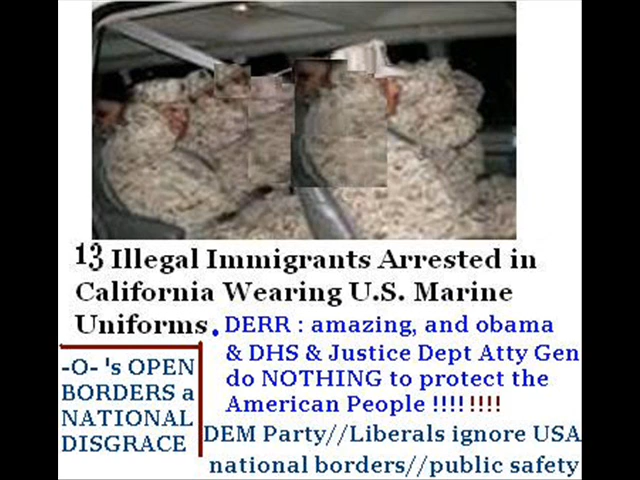 13 Illegal Immigrants Arrested in
California Wearing U.S. Marine
Uniforms. DERR : amazing, and obama
& DHS & Justice Dept Atty Gen
do NOTHING to protect the
American People !!!! !!!!
-O- 's OPEN
BORDERS a
NATIONAL
DISGRACE
DEM Party//Liberals ignore USA
national borders//public safety